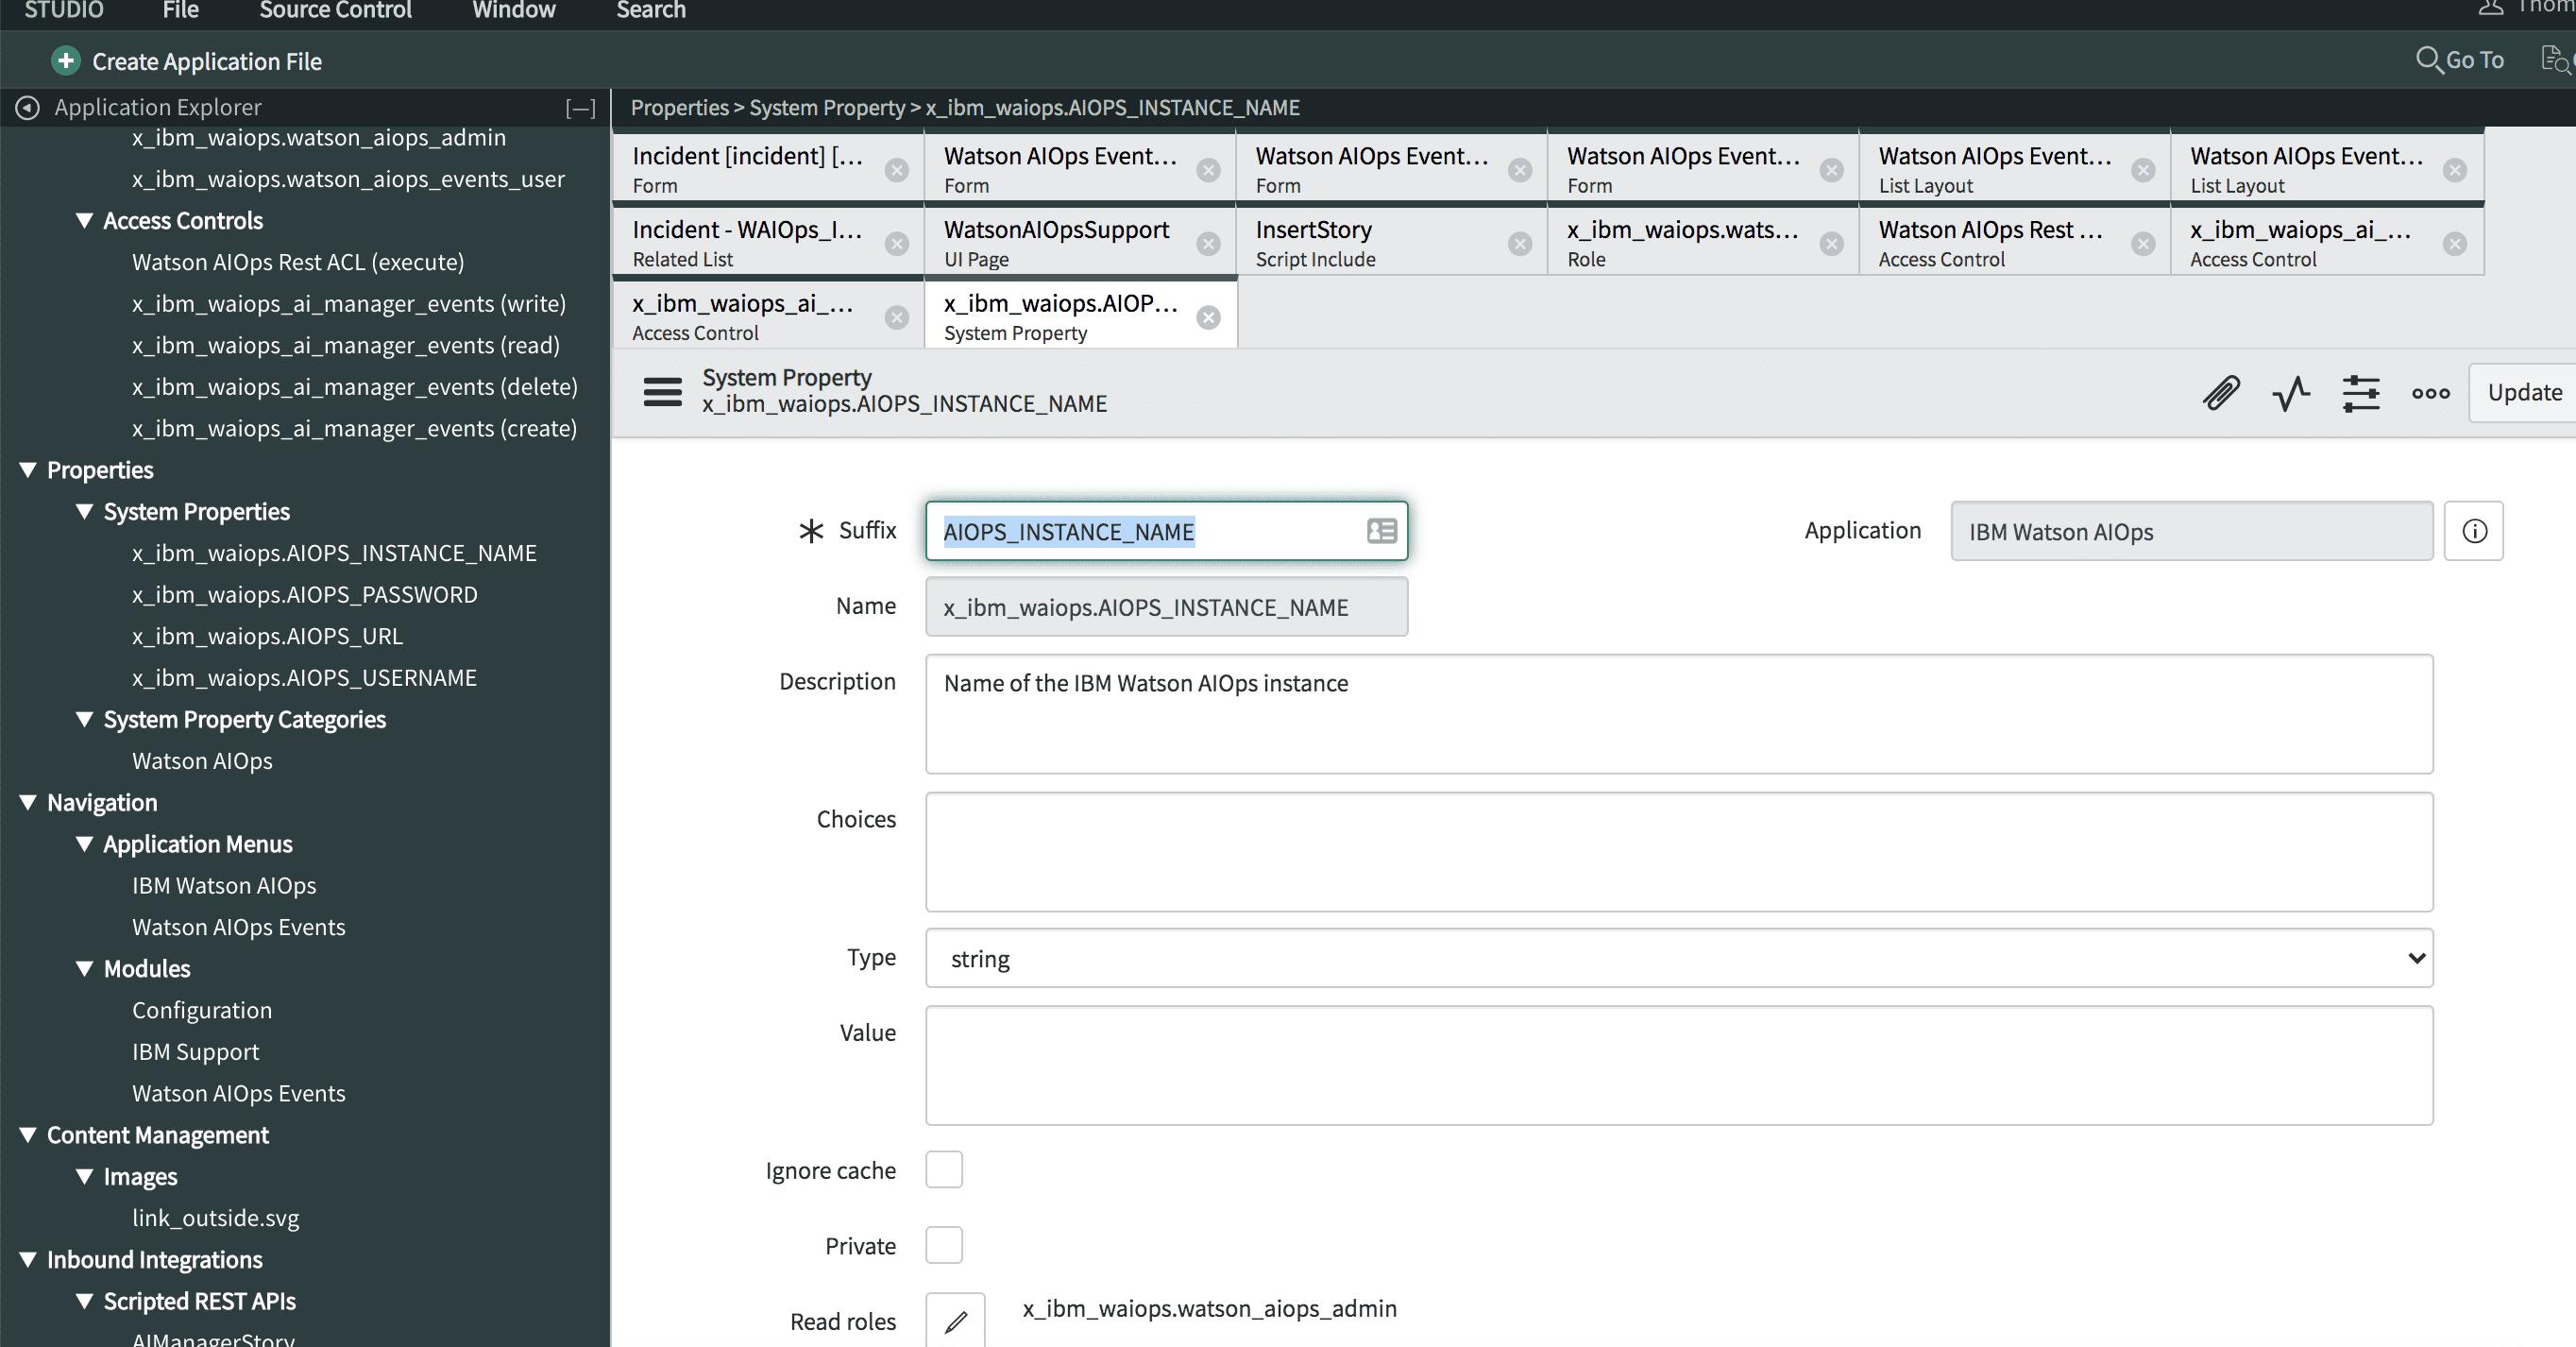 STUDIO File Source Control Window Search Thom
Create Application File Go To
Application Explorer [—] Properties > System Property > x_ibm_waiops.AIOPS_INSTANCE_NAME
x_ibm_waiops.watson_aiops_admin
x_ibm_waiops.watson_aiops_events_user
Access Controls
Watson AIOps Rest ACL (execute)
x_ibm_waiops_ai_manager_events (write)
x_ibm_waiops_ai_manager_events (read)
x_ibm_waiops_ai_manager_events (delete)
x_ibm_waiops_ai_manager_events (create)
Properties
System Properties
x_ibm_waiops.AIOPS_INSTANCE_NAME
x_ibm_waiops.AIOPS_PASSWORD
x_ibm_waiops.AIOPS_URL
x_ibm_waiops.AIOPS_USERNAME
System Property Categories
Watson AIOps
Navigation
Application Menus
IBM Watson AIOps
Watson AIOps Events
Modules
Configuration
IBM Support
Watson AIOps Events
Content Management
Images
link_outside.svg
Inbound Integrations
Scripted REST APIs
AIManagerStory
Incident [incident] [... Watson AIOps Event... Watson AIOps Event... Watson AIOps Event... Watson AIOps Event... Watson AIOps Event...
Form Form Form Form List Layout List Layout
Incident - WAIOps_I... WatsonAIOpsSupport InsertStory x_ibm_waiops.wats... Watson AIOps Rest ... x_ibm_waiops_ai_...
Related List UI Page Script Include Role Access Control Access Control
x_ibm_waiops_ai_... x_ibm_waiops.AIOP...
Access Control System Property
System Property
x_ibm_waiops.AIOPS_INSTANCE_NAME
Update
Suffix AIOPS_INSTANCE_NAME Application IBM Watson AIOps
Name x_ibm_waiops.AIOPS_INSTANCE_NAME
Description Name of the IBM Watson AIOps instance
Choices
Type string
Value
Ignore cache
Private
Read roles x_ibm_waiops.watson_aiops_admin